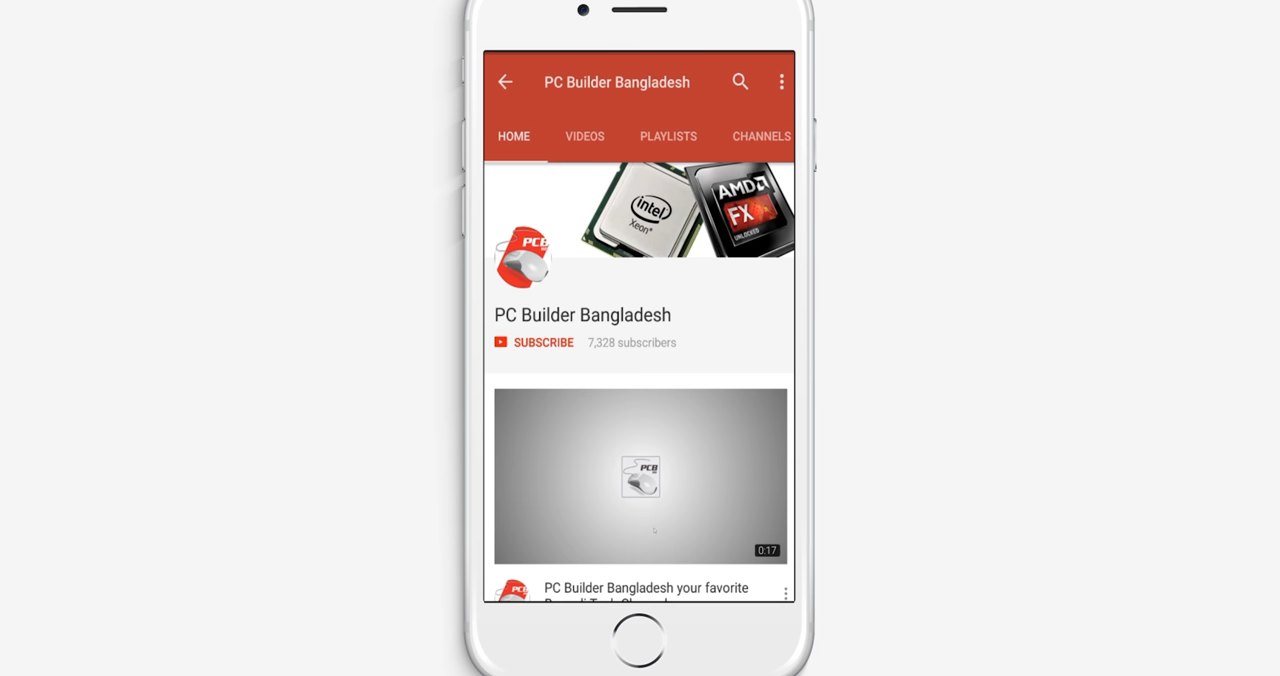 PC Builder Bangladesh
HOME VIDEOS PLAYLISTS CHANNELS
intel
Xeon®
AMD
FX
UNLOCKED
PCB
PC Builder Bangladesh
SUBSCRIBE 7,328 subscribers
PCB
0:17
PCB
PC Builder Bangladesh your favorite